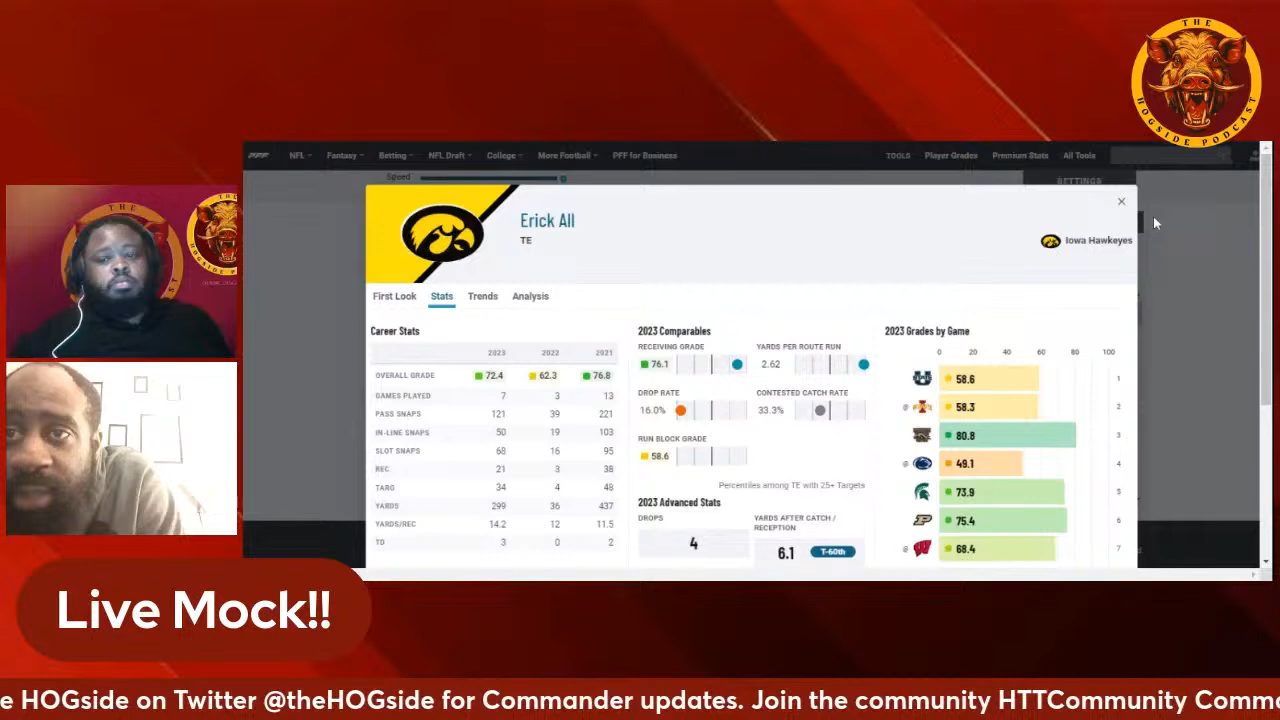 THE
HOGSIDE PODCAST
PFF NFL Fantasy Betting NFL Draft College More Football PFF for Business TOOLS Player Grades Premium Stats All Tools
Speed
SETTINGS
Erick All
TE
Iowa Hawkeyes
First Look Stats Trends Analysis
Career Stats
2023 2022 2021
OVERALL GRADE 72.4 62.3 76.8
GAMES PLAYED 7 3 13
PASS SNAPS 121 39 221
IN-LINE SNAPS 50 19 103
SLOT SNAPS 68 16 95
REC 21 3 38
TARG 34 4 48
YARDS 299 36 437
YARDS/REC 14.2 12 11.5
TD 3 0 2
2023 Comparables
RECEIVING GRADE YARDS PER ROUTE RUN
76.1 2.62
DROP RATE CONTESTED CATCH RATE
16.0% 33.3%
RUN BLOCK GRADE
58.6
Percentiles among TE with 25+ Targets
2023 Advanced Stats
DROPS YARDS AFTER CATCH /
RECEPTION
4 6.1 T-60th
2023 Grades by Game
0 20 40 60 80 100
58.6 1
@ 58.3 2
80.8 3
@ 49.1 4
73.9 5
75.4 6
@ 68.4 7
Live Mock!!
e HOGside on Twitter @theHOGside for Commander updates. Join the community HTTCommunity Comm